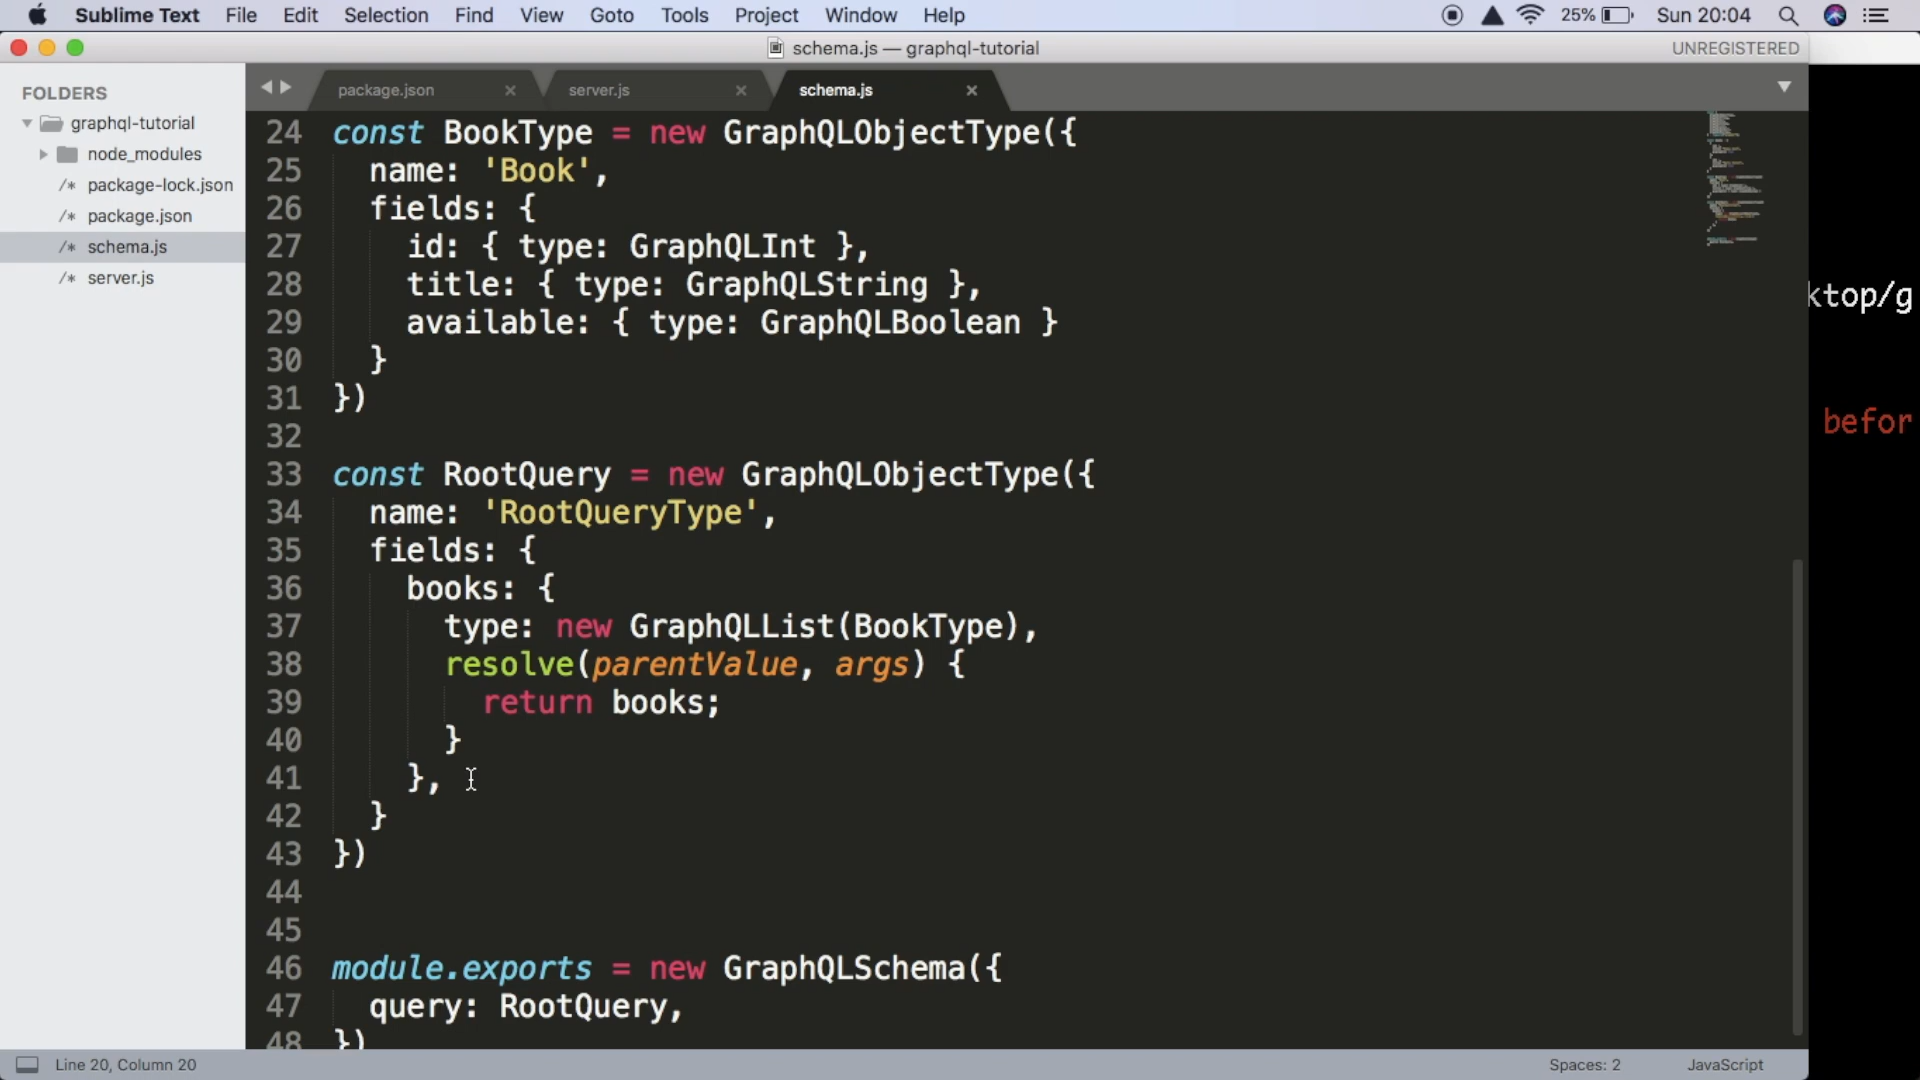 Sublime Text File Edit Selection Find View Goto Tools Project Window Help 25% Sun 20:04
schema.js — graphql-tutorial UNREGISTERED
FOLDERS
graphql-tutorial
node_modules
/* package-lock.json
/* package.json
/* schema.js
/* server.js
package.json server.js schema.js
24 const BookType = new GraphQLObjectType({
25 name: 'Book',
26 fields: {
27 id: { type: GraphQLInt },
28 title: { type: GraphQLString },
29 available: { type: GraphQLBoolean }
30 }
31 })
32
33 const RootQuery = new GraphQLObjectType({
34 name: 'RootQueryType',
35 fields: {
36 books: {
37 type: new GraphQLList(BookType),
38 resolve(parentValue, args) {
39 return books;
40 }
41 },
42 }
43 })
44
45
46 module.exports = new GraphQLSchema({
47 query: RootQuery,
48 })
ktop/g
befor
Line 20, Column 20 Spaces: 2 JavaScript